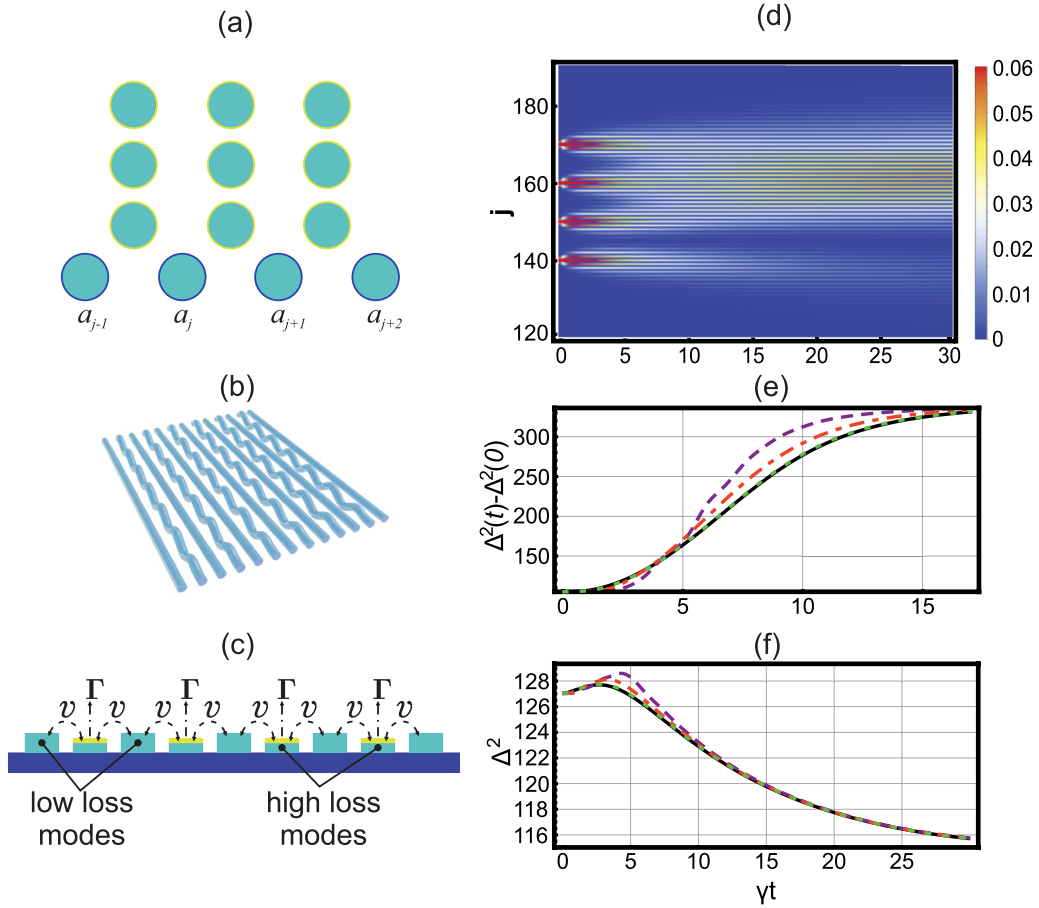 (a)
a_{j-1} a_j a_{j+1} a_{j+2}
(b)
(c)
Γ Γ Γ Γ
v v v v v v v v
low loss modes
high loss modes
(d)
j
180
160
140
120
0 5 10 15 20 25 30
0.06
0.05
0.04
0.03
0.02
0.01
0
(e)
Δ²(t)-Δ²(0)
300
250
200
150
0 5 10 15
(f)
Δ²
128
126
124
122
120
118
116
0 5 10 15 20 25
γt